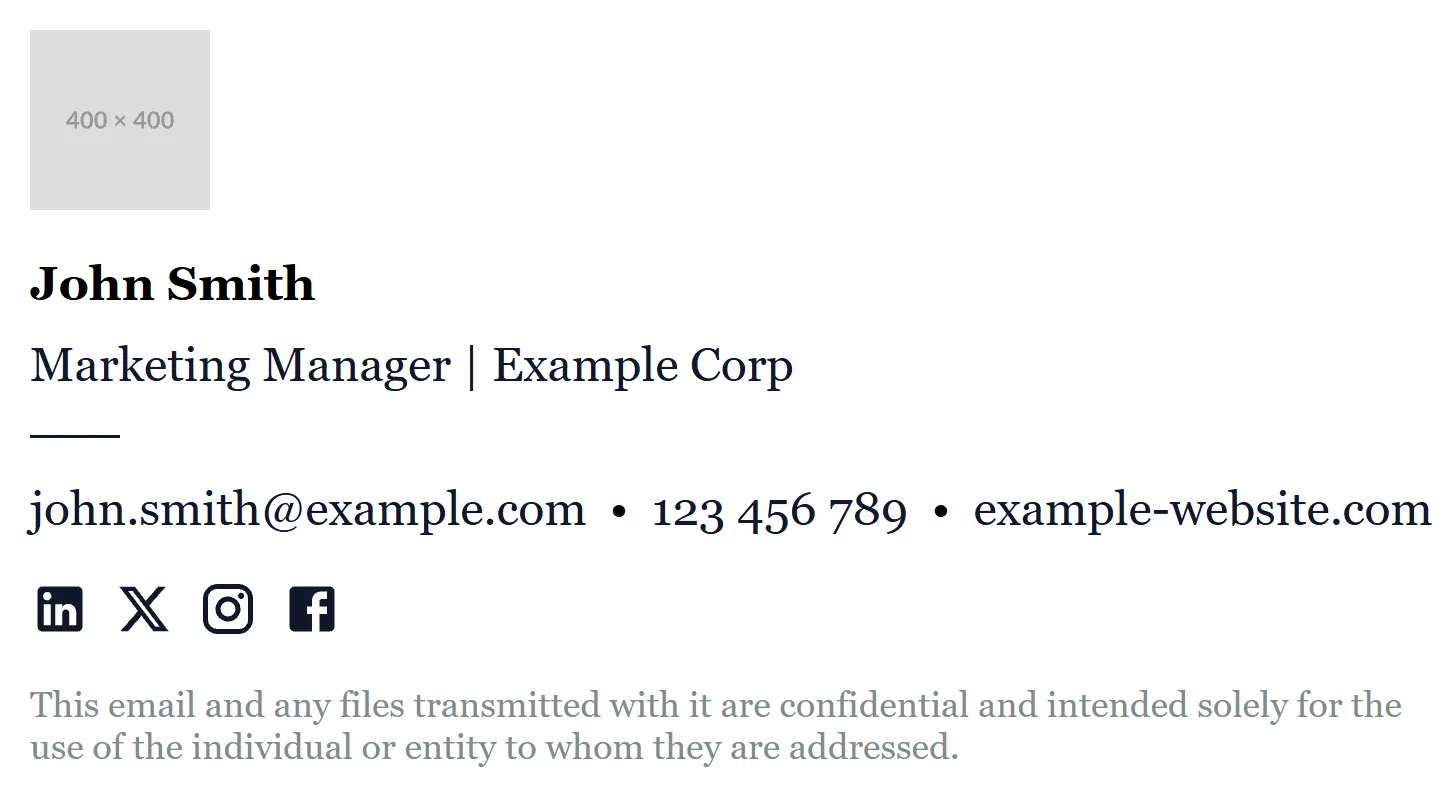 400 × 400
John Smith
Marketing Manager | Example Corp
john.smith@example.com • 123 456 789 • example-website.com
in X f
This email and any files transmitted with it are confidential and intended solely for the
use of the individual or entity to whom they are addressed.